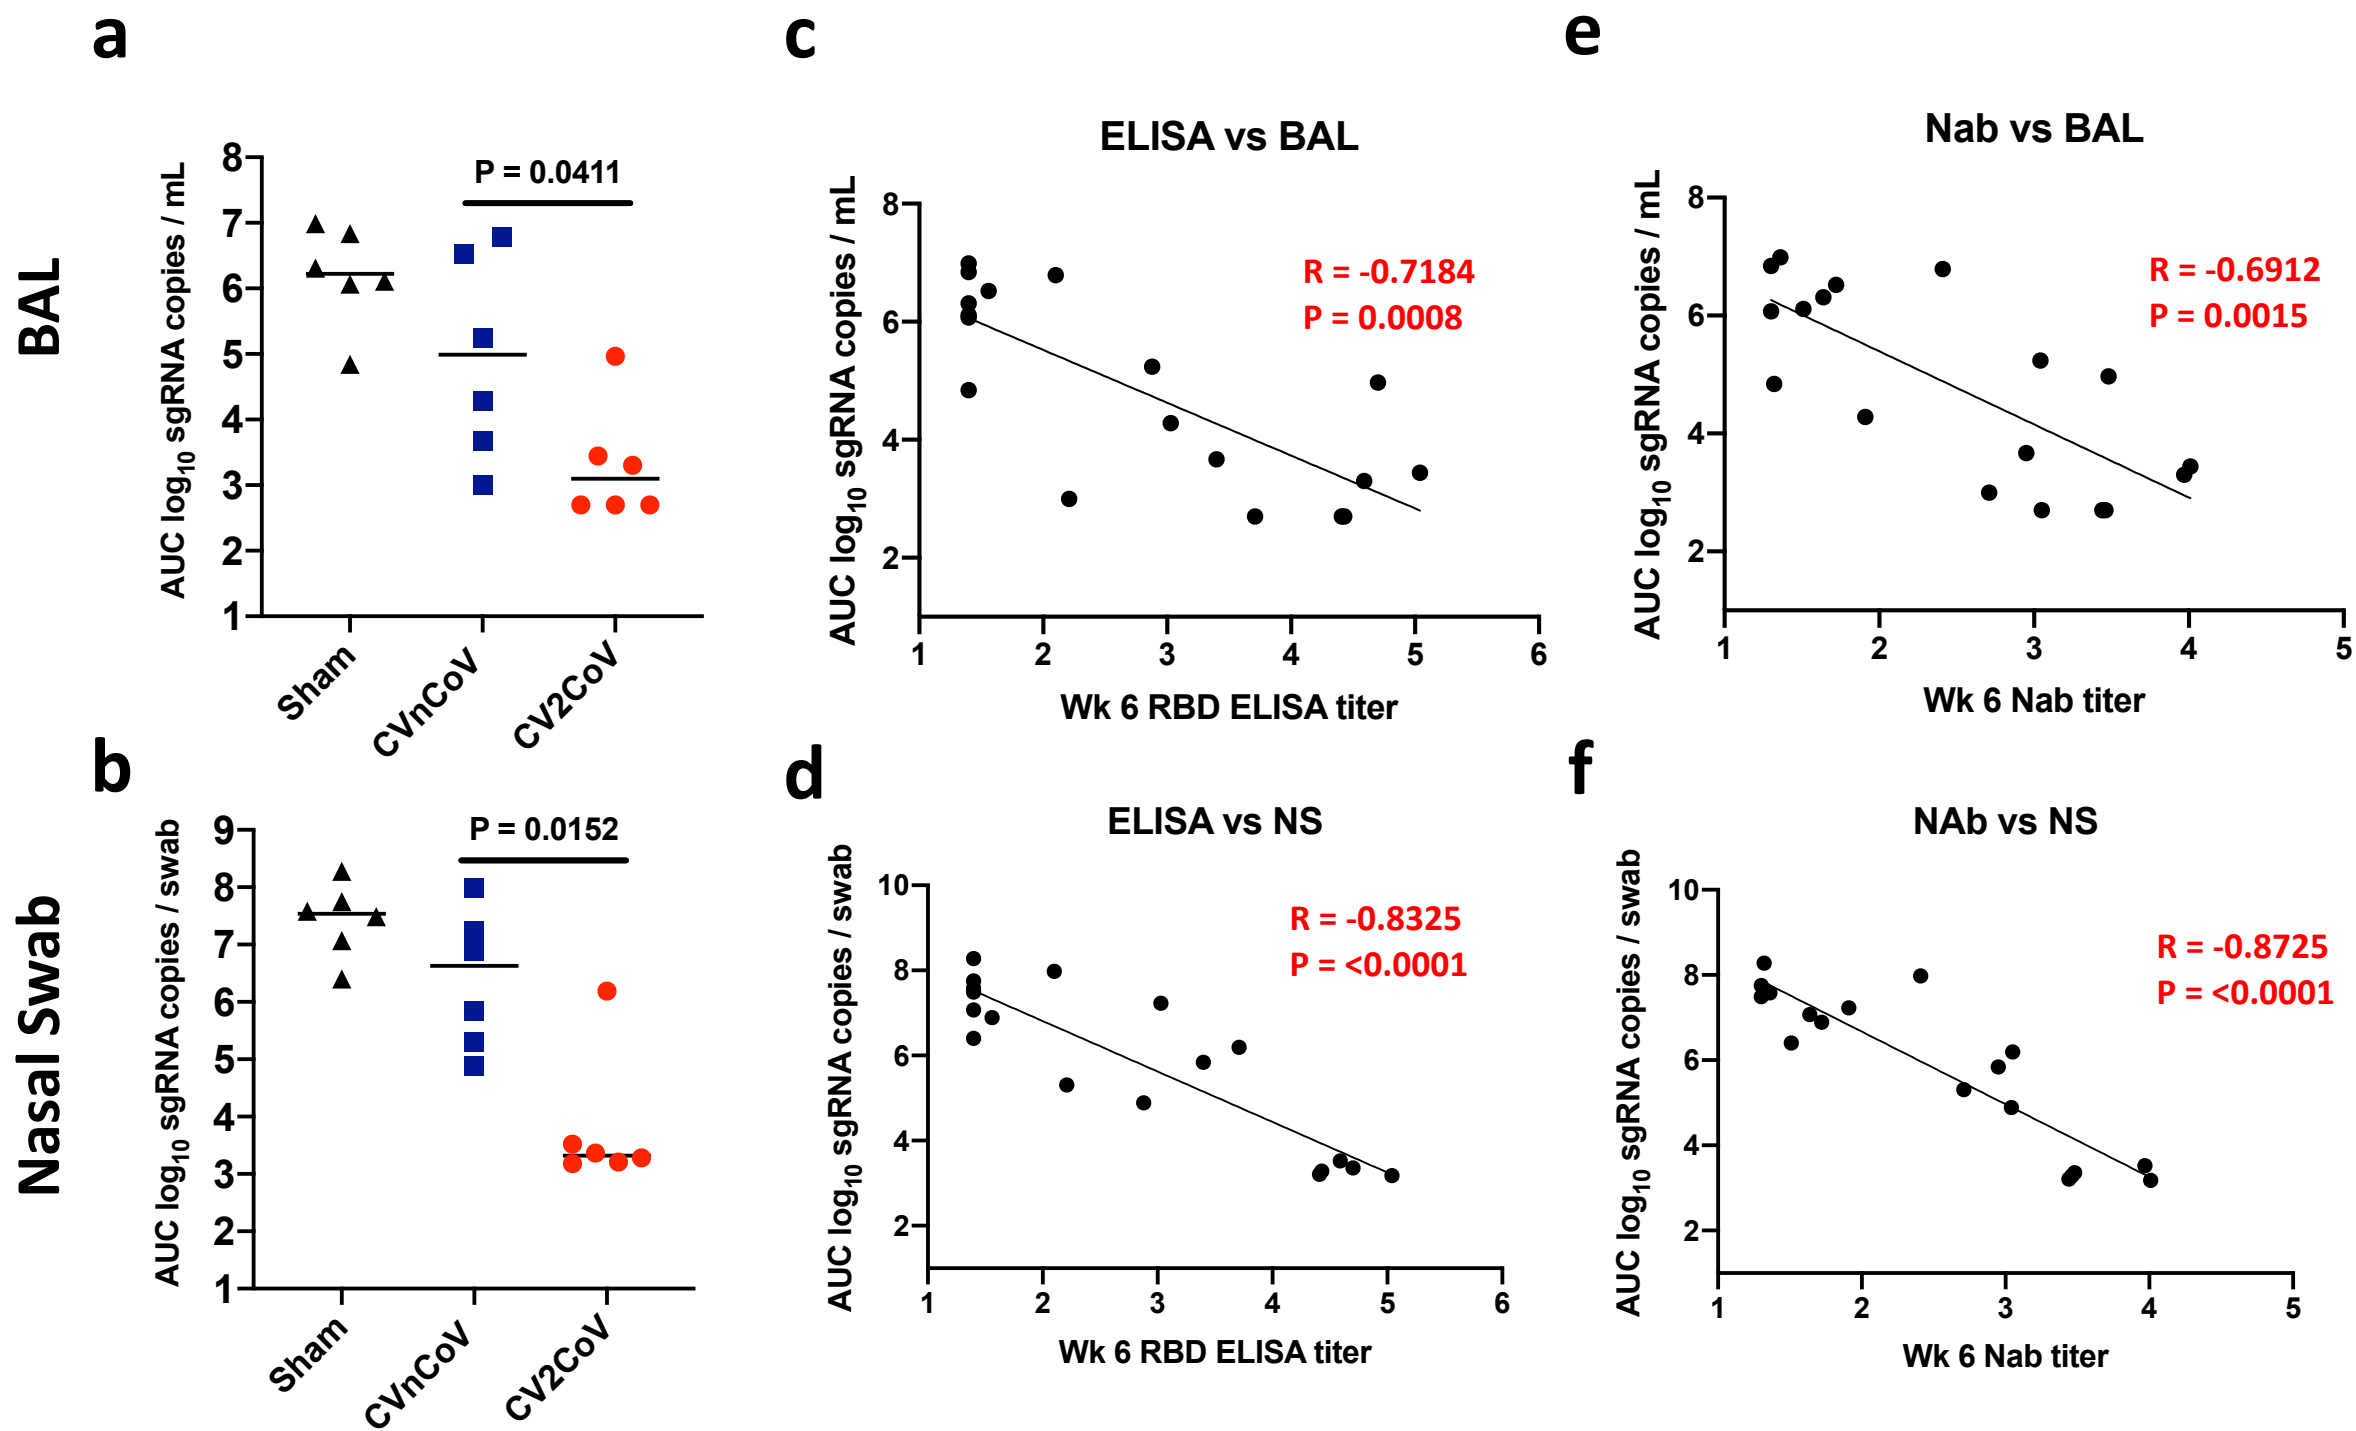 a
BAL
AUC log10 sgRNA copies / mL
8
7
6
5
4
3
2
1
P = 0.0411
Sham
CVnCoV
CV2CoV
c
ELISA vs BAL
AUC log10 sgRNA copies / mL
8
6
4
2
R = -0.7184
P = 0.0008
1 2 3 4 5 6
Wk 6 RBD ELISA titer
e
Nab vs BAL
AUC log10 sgRNA copies / mL
8
6
4
2
R = -0.6912
P = 0.0015
1 2 3 4 5
Wk 6 Nab titer
b
Nasal Swab
AUC log10 sgRNA copies / swab
9
8
7
6
5
4
3
2
1
P = 0.0152
Sham
CVnCoV
CV2CoV
d
ELISA vs NS
AUC log10 sgRNA copies / swab
10
8
6
4
2
R = -0.8325
P = <0.0001
1 2 3 4 5 6
Wk 6 RBD ELISA titer
f
NAb vs NS
AUC log10 sgRNA copies / swab
10
8
6
4
2
R = -0.8725
P = <0.0001
1 2 3 4 5
Wk 6 Nab titer